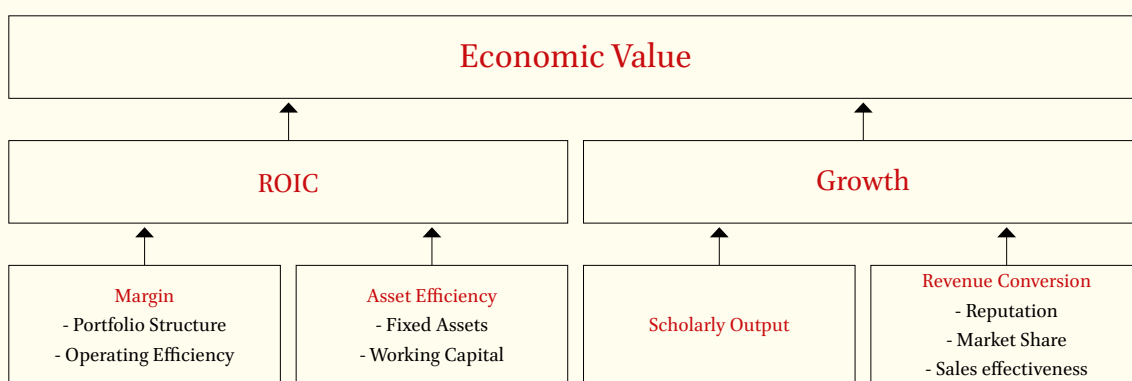 Economic Value
ROIC
Growth
Margin
- Portfolio Structure
- Operating Efficiency
Asset Efficiency
- Fixed Assets
- Working Capital
Scholarly Output
Revenue Conversion
- Reputation
- Market Share
- Sales effectiveness